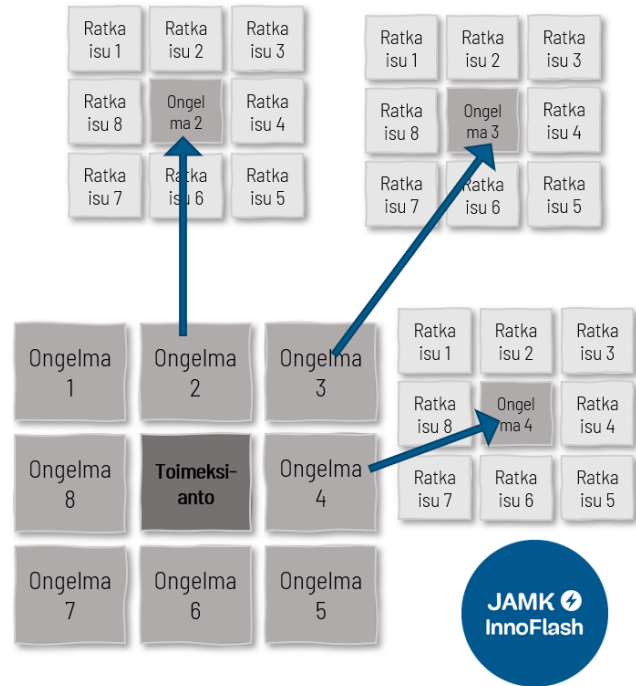 Ratka
isu 1
Ratka
isu 2
Ratka
isu 3
Ratka
isu 8
Ongel
ma 2
Ratka
isu 4
Ratka
isu 7
Ratka
isu 6
Ratka
isu 5
Ratka
isu 1
Ratka
isu 2
Ratka
isu 3
Ratka
isu 8
Ongel
ma 3
Ratka
isu 4
Ratka
isu 7
Ratka
isu 6
Ratka
isu 5
Ongelma
1
Ongelma
2
Ongelma
3
Ongelma
8
Toimeksi-
anto
Ongelma
4
Ongelma
7
Ongelma
6
Ongelma
5
Ratka
isu 1
Ratka
isu 2
Ratka
isu 3
Ratka
isu 8
Ongel
ma 4
Ratka
isu 4
Ratka
isu 7
Ratka
isu 6
Ratka
isu 5
JAMK
InnoFlash